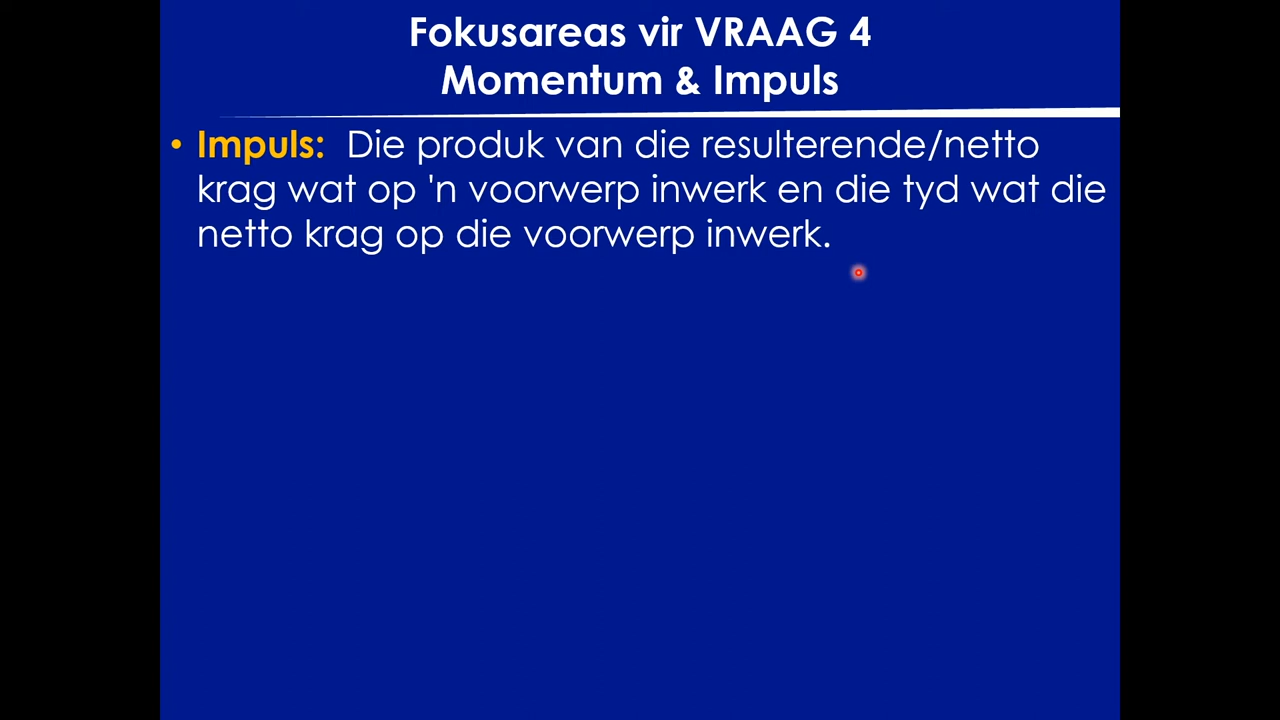 Fokusareas vir VRAAG 4
Momentum & Impuls
• Impuls: Die produk van die resulterende/netto
krag wat op 'n voorwerp inwerk en die tyd wat die
netto krag op die voorwerp inwerk.